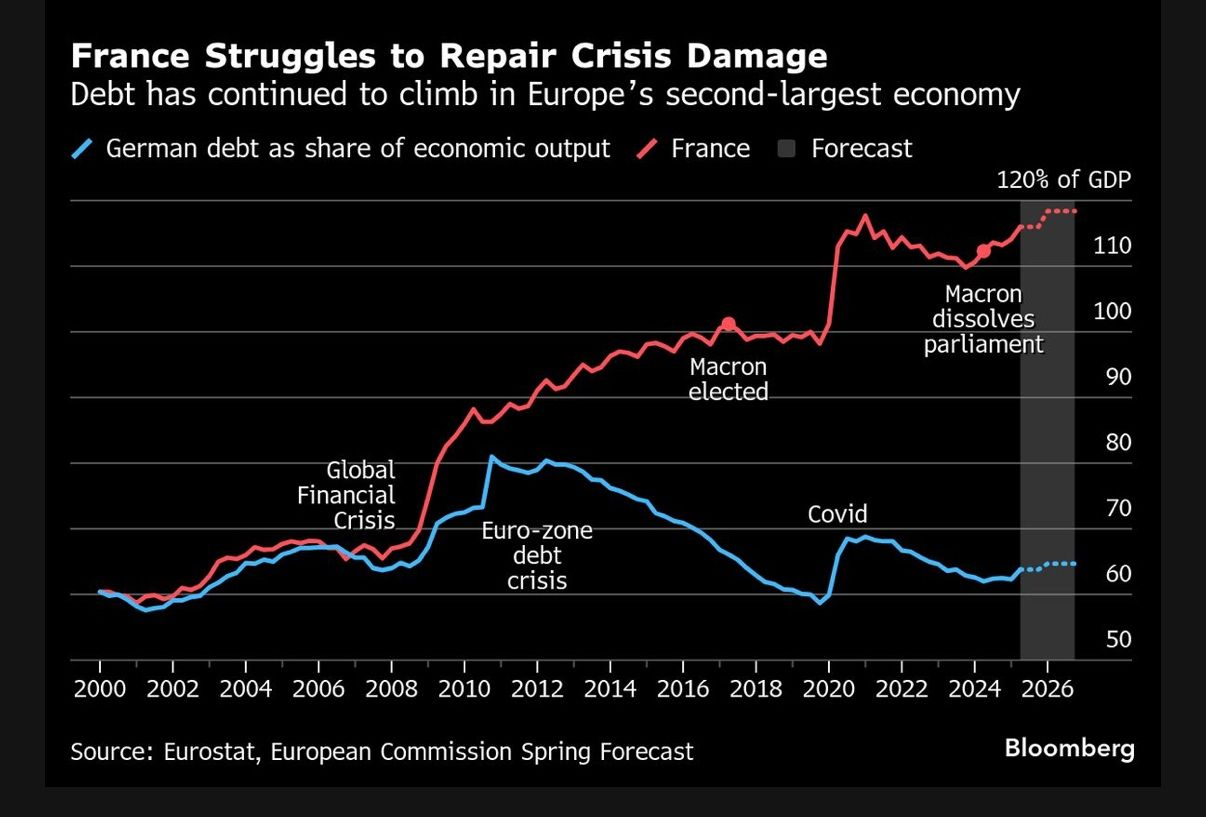 France Struggles to Repair Crisis Damage
Debt has continued to climb in Europe’s second-largest economy
German debt as share of economic output France Forecast
120% of GDP
110
100
90
80
70
60
50
Global
Financial
Crisis
Euro-zone
debt
crisis
Macron
elected
Covid
Macron
dissolves
parliament
2000 2002 2004 2006 2008 2010 2012 2014 2016 2018 2020 2022 2024 2026
Source: Eurostat, European Commission Spring Forecast
Bloomberg